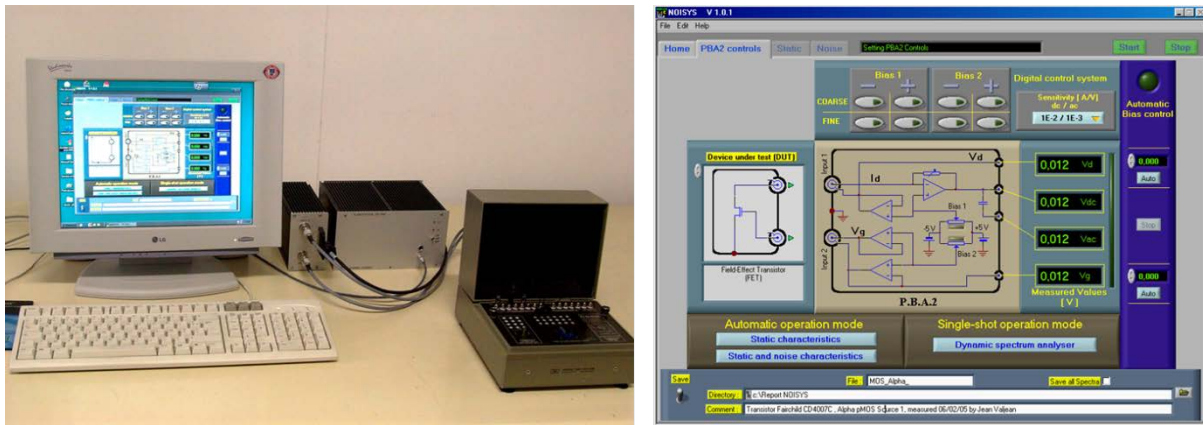 LG
NOISYS V 1.0.1
File Edit Help
Home PBA2 controls Static Noise Setting PBA2 Controls Start Stop
Bias 1 Bias 2 Digital control system
COARSE
FINE
Sensitivity [ A/V]
dc / ac
1E-2 / 1E-3
Automatic
Bias control
Device under test (DUT)
Field-Effect Transistor
(FET)
Input 1
Input 2
Vd
Id
Vg
Bias 1
-5 V
+5 V
Bias 2
P.B.A.2
0,012 Vd
0,012 Vdc
0,012 Vac
0,012 Vg
Measured Values
[ V ]
0,000
Auto
Stop
0,000
Auto
Automatic operation mode
Static characteristics
Static and noise characteristics
Single-shot operation mode
Dynamic spectrum analyser
Save
File : MOS_Alpha_
Save all Spectra
Directory : c:\Report NOISYS
Comment : Transistor Fairchild CD4007C , Alpha pMOS Source 1, measured 06/02/05 by Jean Valjean